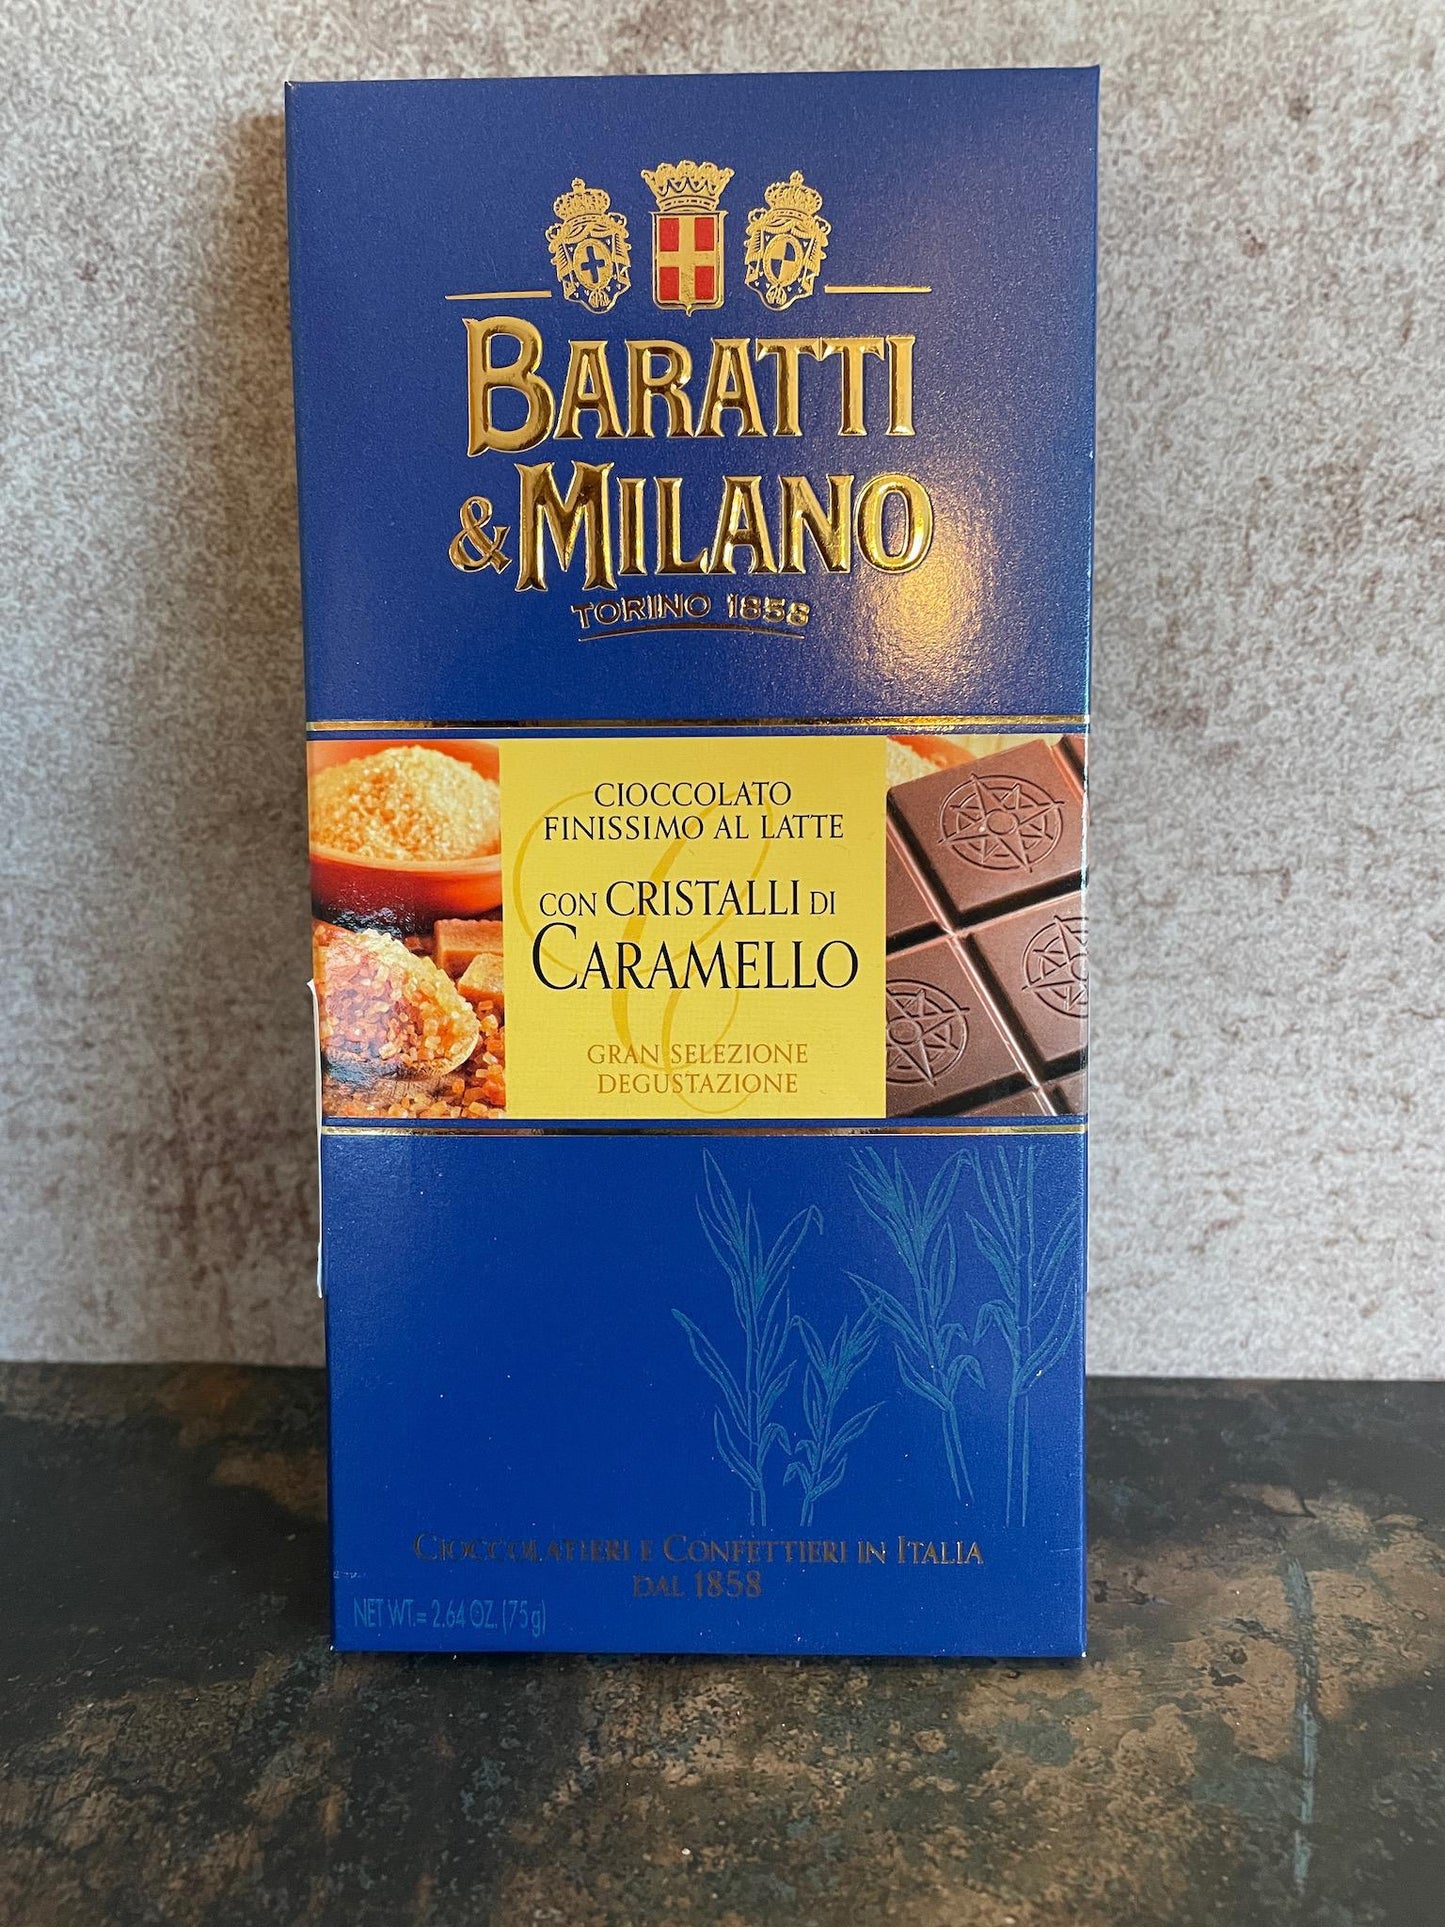 BARATTI
& MILANO
TORINO 1858
CIOCCOLATO
FINISSIMO AL LATTE
CON CRISTALLI DI
CARAMELLO
GRAN SELEZIONE
DEGUSTAZIONE
CIOCCOLATIERI E CONFETTIERI IN ITALIA
DAL 1858
NET WT.= 2.64 OZ. (75g)